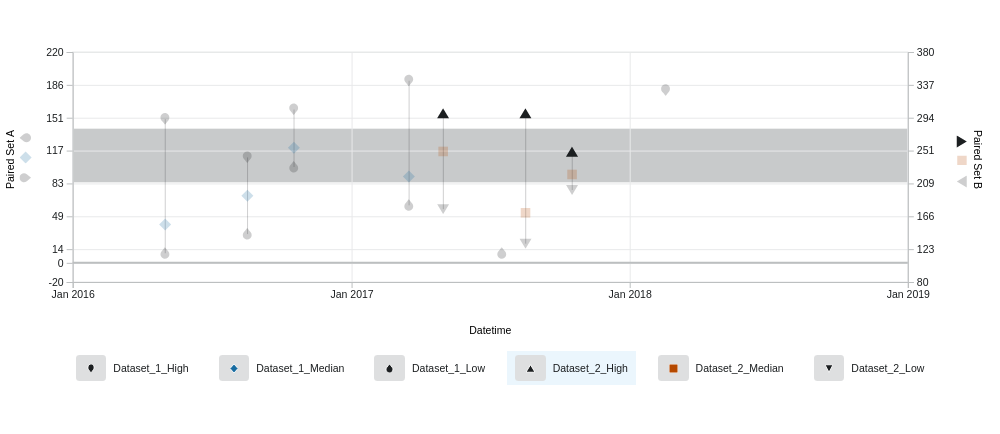 220
380
186
337
151
294
117
251
83
209
49
166
14
123
0
-20
80
Paired Set A
Paired Set B
Jan 2016
Jan 2017
Jan 2018
Jan 2019
Datetime
Dataset_1_High
Dataset_1_Median
Dataset_1_Low
Dataset_2_High
Dataset_2_Median
Dataset_2_Low